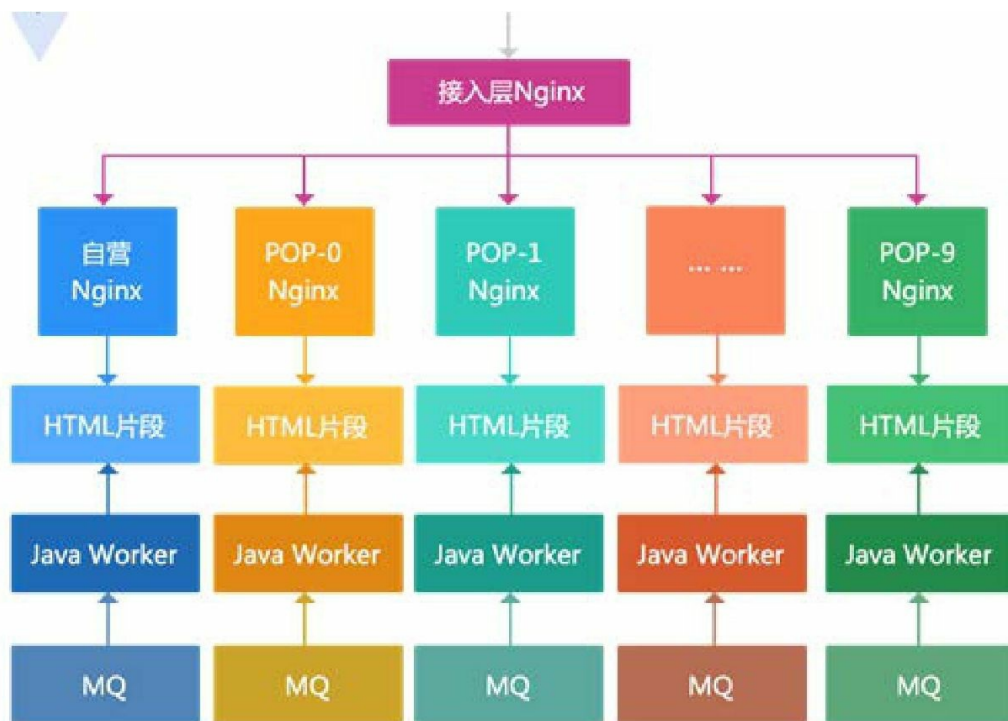 接入层Nginx
自营
Nginx
POP-0
Nginx
POP-1
Nginx
... ...
POP-9
Nginx
HTML片段
HTML片段
HTML片段
HTML片段
HTML片段
Java Worker
Java Worker
Java Worker
Java Worker
Java Worker
MQ
MQ
MQ
MQ
MQ